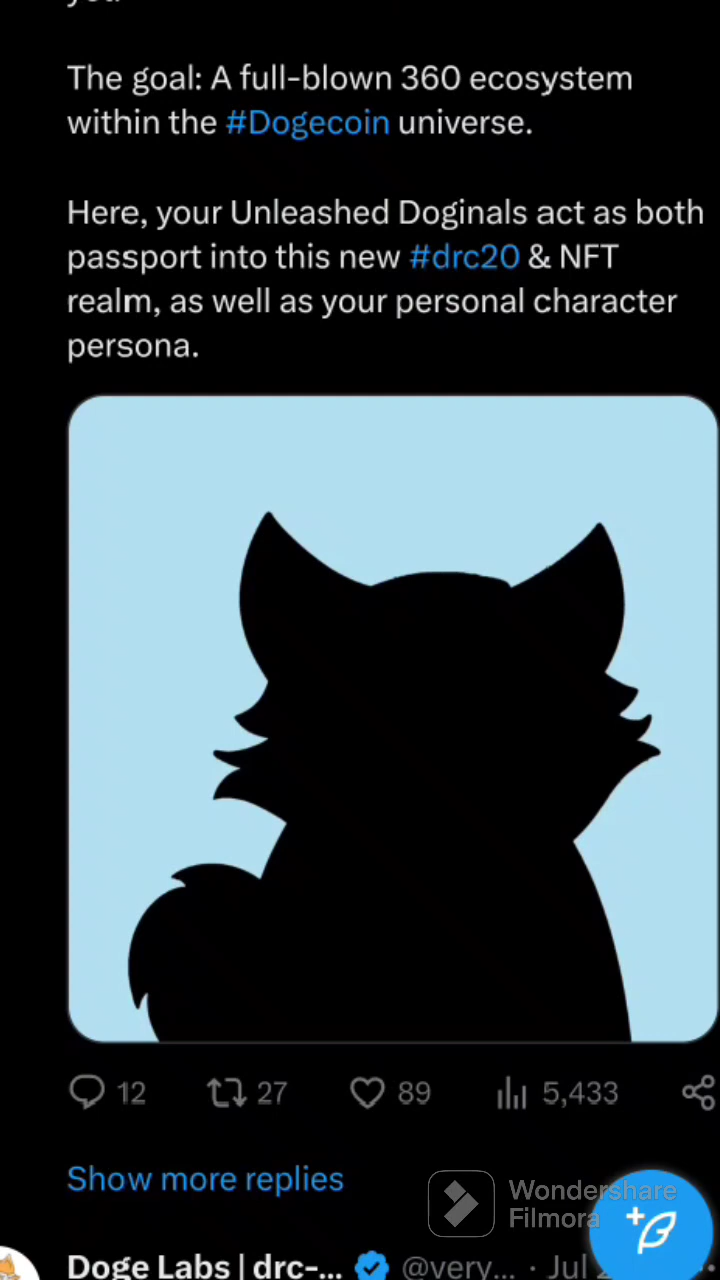 The goal: A full-blown 360 ecosystem
within the #Dogecoin universe.
Here, your Unleashed Doginals act as both
passport into this new #drc20 & NFT
realm, as well as your personal character
persona.
12 27 89 5,433
Show more replies
Wondershare
Filmora
Doge Labs | drc-... @very... · Jul